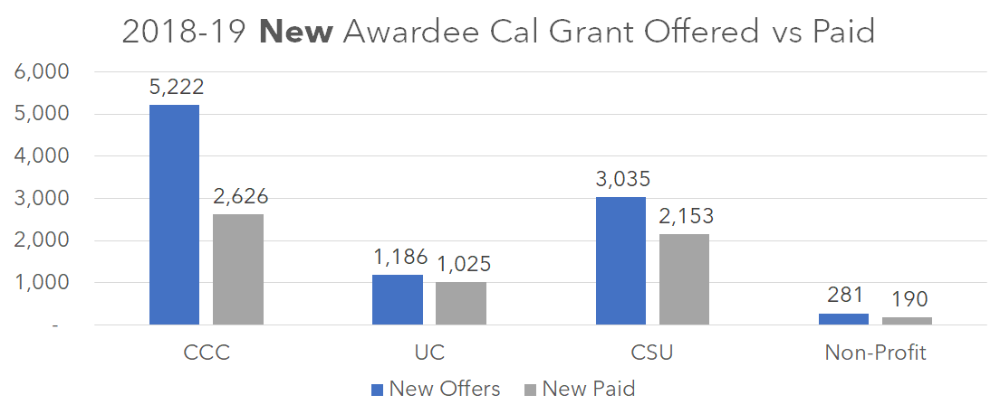 2018-19 New Awardee Cal Grant Offered vs Paid
6,000
5,000
4,000
3,000
2,000
1,000
-
5,222
2,626
1,186
1,025
3,035
2,153
281
190
CCC
UC
CSU
Non-Profit
New Offers
New Paid